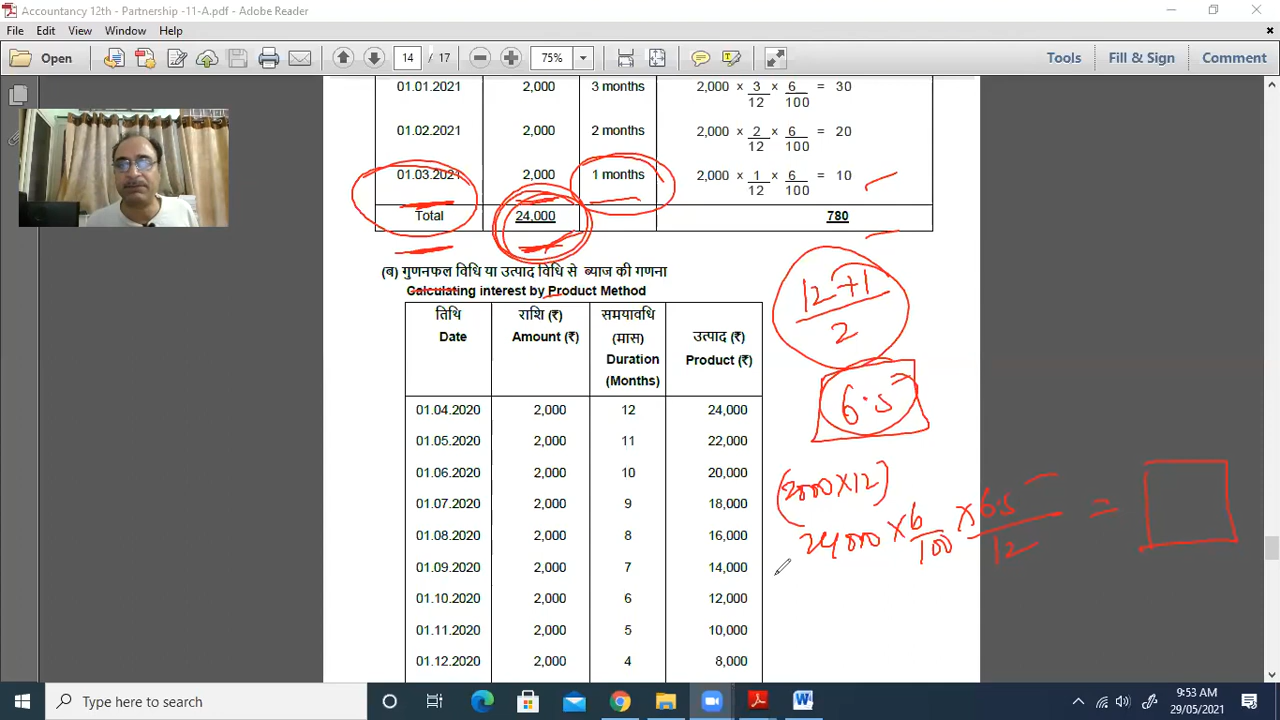 Accountancy 12th - Partnership -11-A.pdf - Adobe Reader
File Edit View Window Help
Open 14 / 17 75% Tools Fill & Sign Comment
01.01.2021 2,000 3 months 2,000 × 3/12 × 6/100 = 30
01.02.2021 2,000 2 months 2,000 × 2/12 × 6/100 = 20
01.03.2021 2,000 1 months 2,000 × 1/12 × 6/100 = 10
Total 24,000 780
(ब) गुणनफल विधि या उत्पाद विधि से ब्याज की गणना
Calculating interest by Product Method
तिथि राशि (₹) समयावधि
(मास) उत्पाद (₹)
Date Amount (₹) Duration Product (₹)
(Months)
01.04.2020 2,000 12 24,000
01.05.2020 2,000 11 22,000
01.06.2020 2,000 10 20,000
01.07.2020 2,000 9 18,000
01.08.2020 2,000 8 16,000
01.09.2020 2,000 7 14,000
01.10.2020 2,000 6 12,000
01.11.2020 2,000 5 10,000
01.12.2020 2,000 4 8,000
12+1
2
6.5
(2000×12)
24000 × 6/100 × 6.5/12 =
Type here to search
9:53 AM
29/05/2021